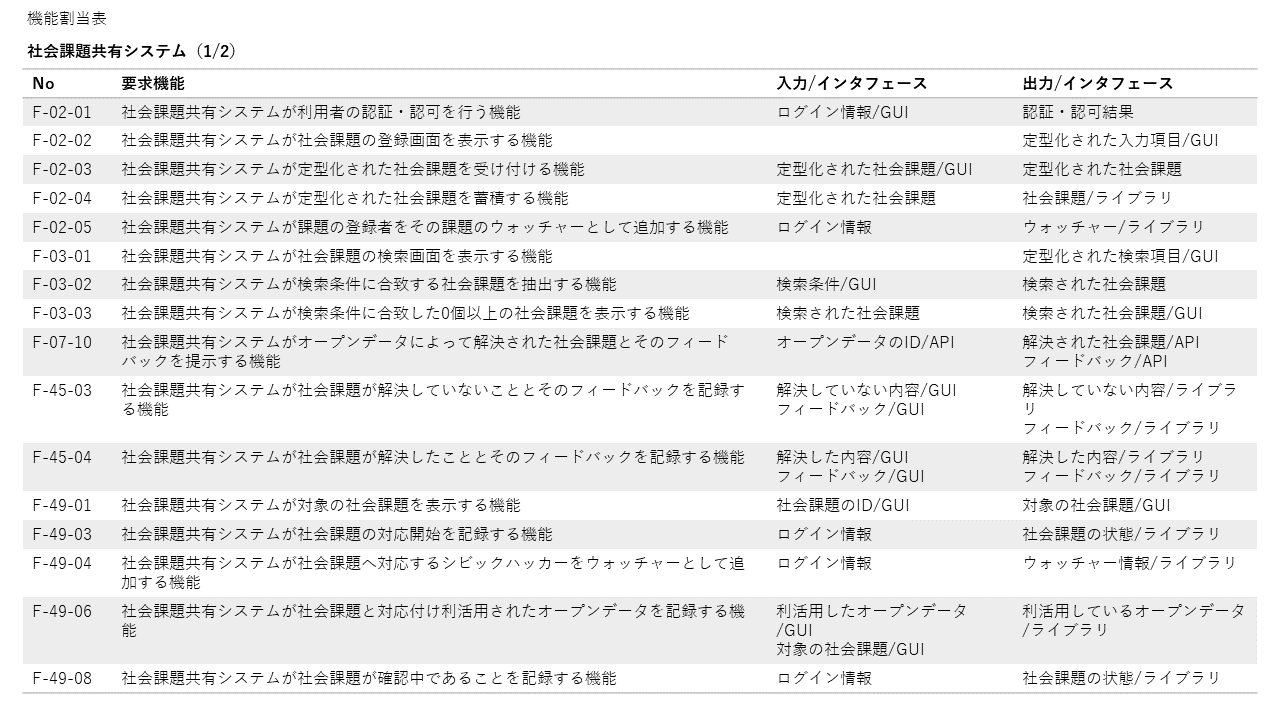 機能割当表
社会課題共有システム（1/2）
No 要求機能 入力/インタフェース 出力/インタフェース
F-02-01 社会課題共有システムが利用者の認証・認可を行う機能 ログイン情報/GUI 認証・認可結果
F-02-02 社会課題共有システムが社会課題の登録画面を表示する機能 定型化された入力項目/GUI
F-02-03 社会課題共有システムが定型化された社会課題を受け付ける機能 定型化された社会課題/GUI 定型化された社会課題
F-02-04 社会課題共有システムが定型化された社会課題を蓄積する機能 定型化された社会課題 社会課題/ライブラリ
F-02-05 社会課題共有システムが課題の登録者をその課題のウォッチャーとして追加する機能 ログイン情報 ウォッチャー/ライブラリ
F-03-01 社会課題共有システムが社会課題の検索画面を表示する機能 定型化された検索項目/GUI
F-03-02 社会課題共有システムが検索条件に合致する社会課題を抽出する機能 検索条件/GUI 検索された社会課題
F-03-03 社会課題共有システムが検索条件に合致した0個以上の社会課題を表示する機能 検索された社会課題 検索された社会課題/GUI
F-07-10 社会課題共有システムがオープンデータによって解決された社会課題とそのフィード オープンデータのID/API 解決された社会課題/API
バックを提示する機能 フィードバック/API
F-45-03 社会課題共有システムが社会課題が解決していないこととそのフィードバックを記録す 解決していない内容/GUI 解決していない内容/ライブラ
る機能 フィードバック/GUI リ
フィードバック/ライブラリ
F-45-04 社会課題共有システムが社会課題が解決したこととそのフィードバックを記録する機能 解決した内容/GUI 解決した内容/ライブラリ
フィードバック/GUI フィードバック/ライブラリ
F-49-01 社会課題共有システムが対象の社会課題を表示する機能 社会課題のID/GUI 対象の社会課題/GUI
F-49-03 社会課題共有システムが社会課題の対応開始を記録する機能 ログイン情報 社会課題の状態/ライブラリ
F-49-04 社会課題共有システムが社会課題へ対応するシビックハッカーをウォッチャーとして追 ログイン情報 ウォッチャー情報/ライブラリ
加する機能
F-49-06 社会課題共有システムが社会課題と対応付け利活用されたオープンデータを記録する機 利活用したオープンデータ 利活用しているオープンデータ
能 /GUI /ライブラリ
対象の社会課題/GUI
F-49-08 社会課題共有システムが社会課題が確認中であることを記録する機能 ログイン情報 社会課題の状態/ライブラリ